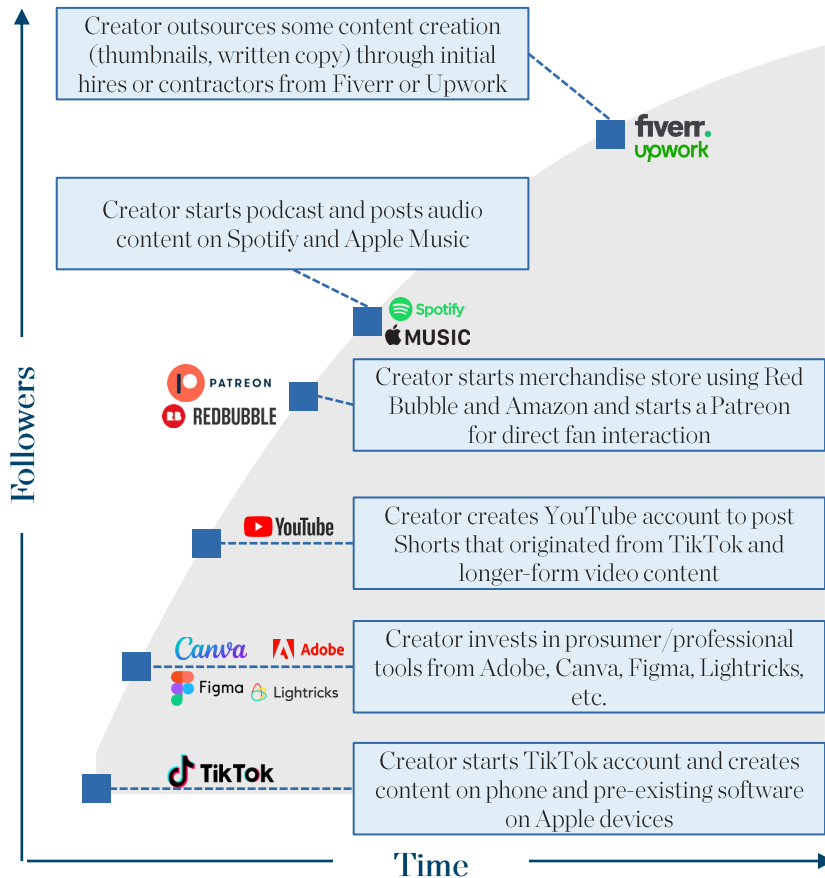 Creator outsources some content creation
(thumbnails, written copy) through initial
hires or contractors from Fiverr or Upwork
fiverr.
upwork
Creator starts podcast and posts audio
content on Spotify and Apple Music
Spotify
MUSIC
PATREON
RB REDBUBBLE
Creator starts merchandise store using Red
Bubble and Amazon and starts a Patreon
for direct fan interaction
Followers
YouTube
Creator creates YouTube account to post
Shorts that originated from TikTok and
longer-form video content
Canva
Adobe
Figma
Lightricks
Creator invests in prosumer/professional
tools from Adobe, Canva, Figma, Lightricks,
etc.
TikTok
Creator starts TikTok account and creates
content on phone and pre-existing software
on Apple devices
Time